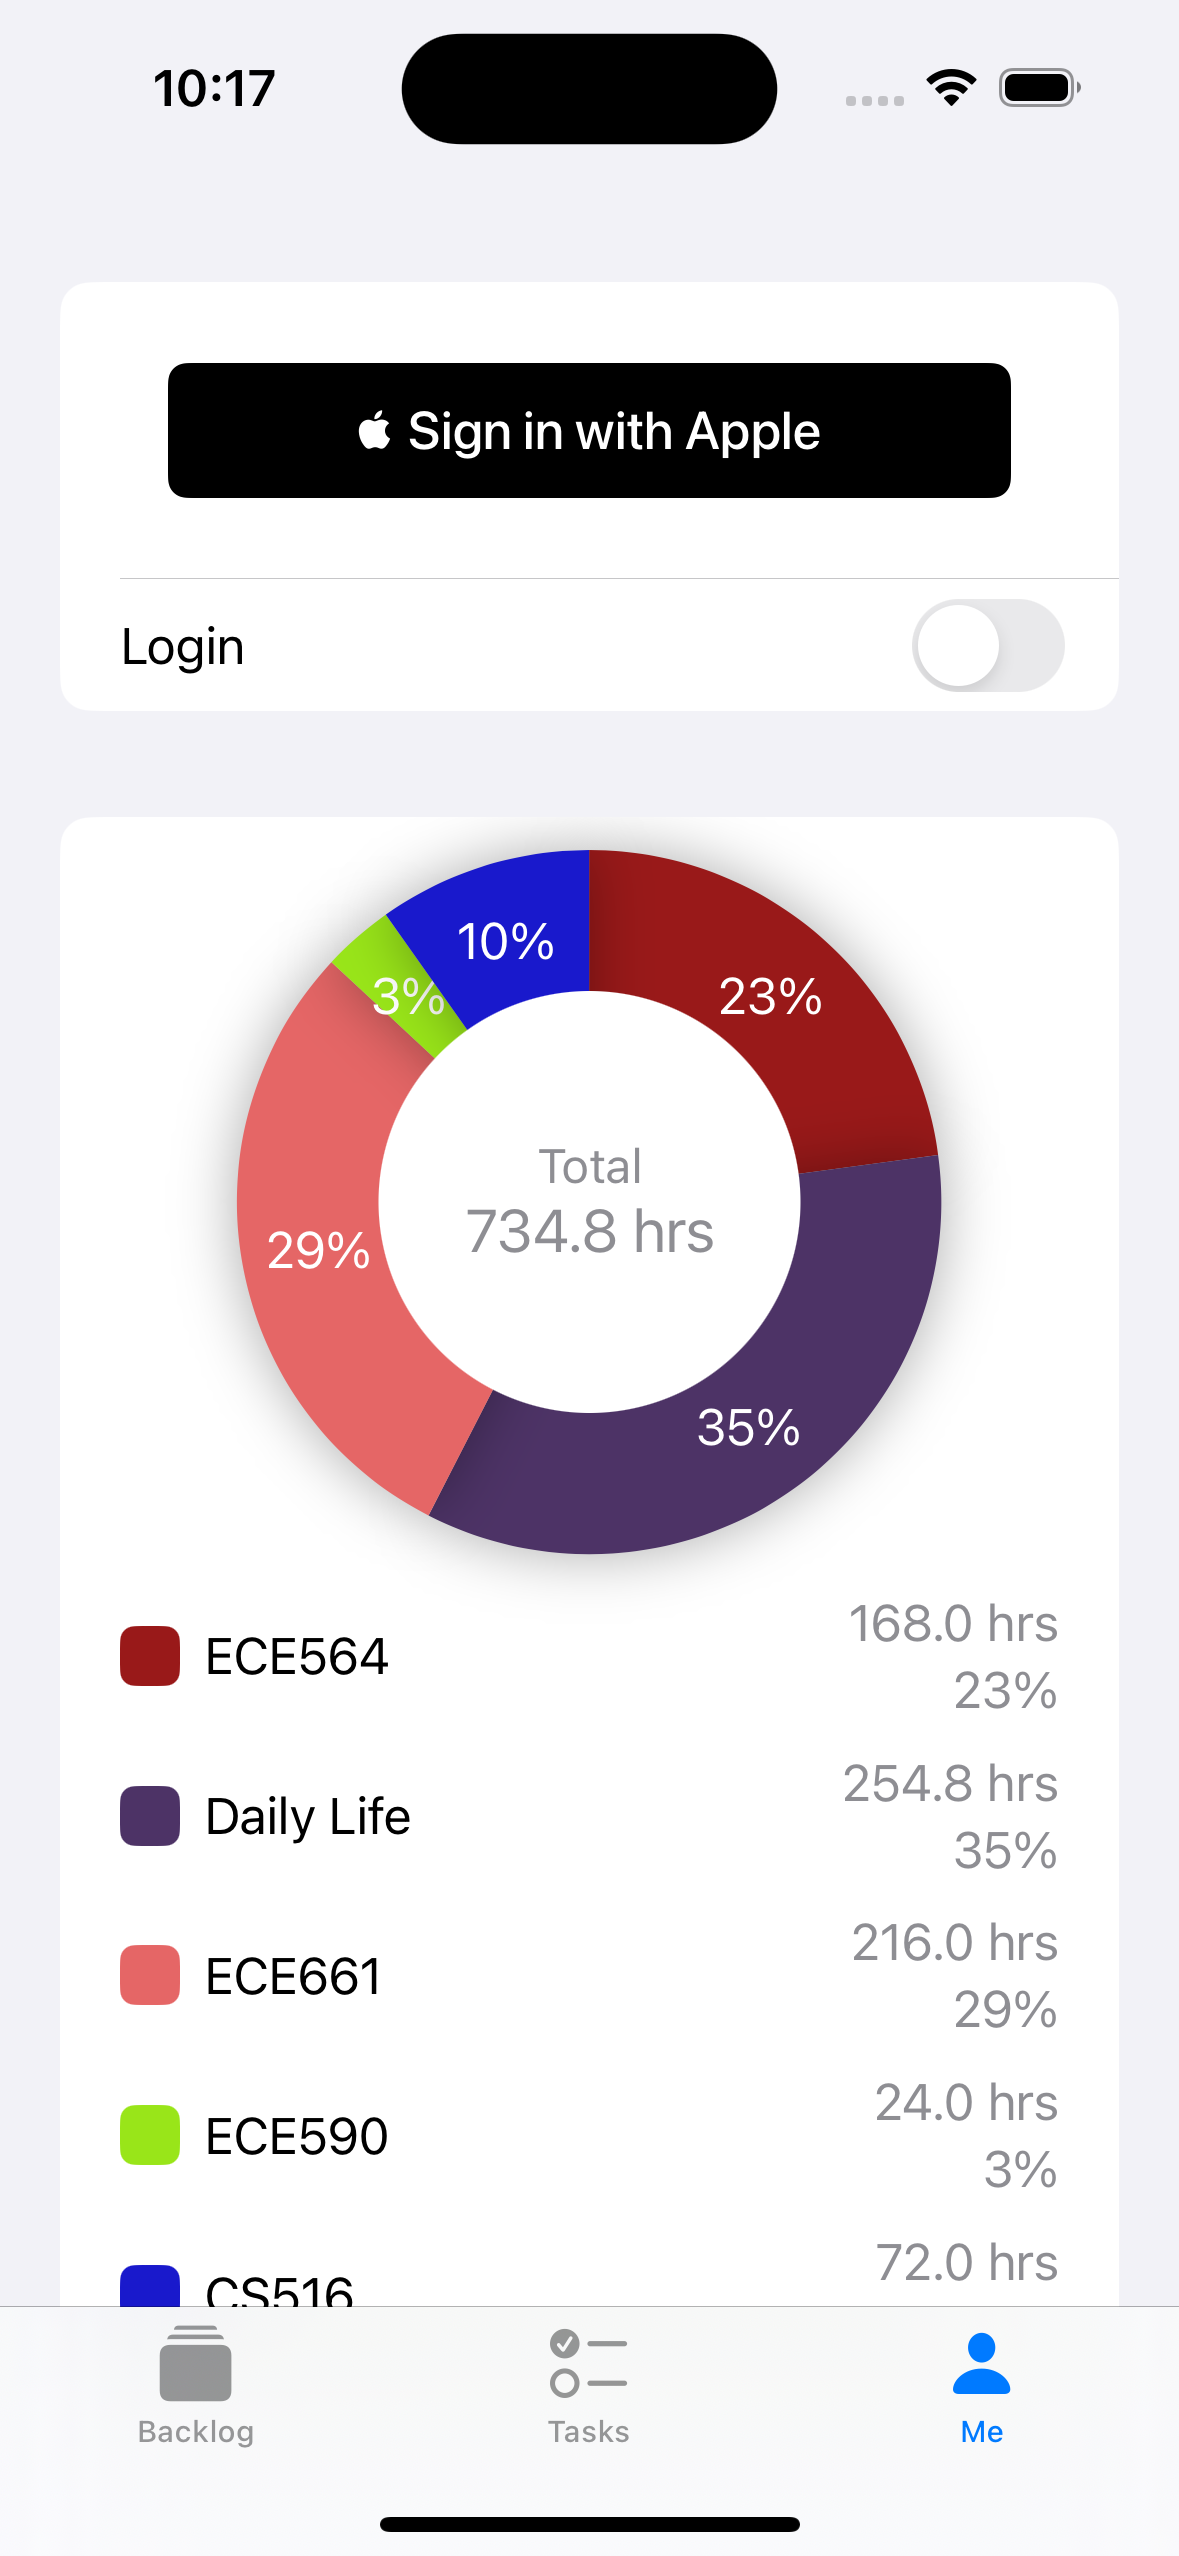 10:17
Sign in with Apple
Login
10%
23%
3%
Total
734.8 hrs
29%
35%
168.0 hrs
ECE564
23%
254.8 hrs
Daily Life
35%
216.0 hrs
ECE661
29%
24.0 hrs
ECE590
3%
72.0 hrs
CS516
Backlog
Tasks
Me